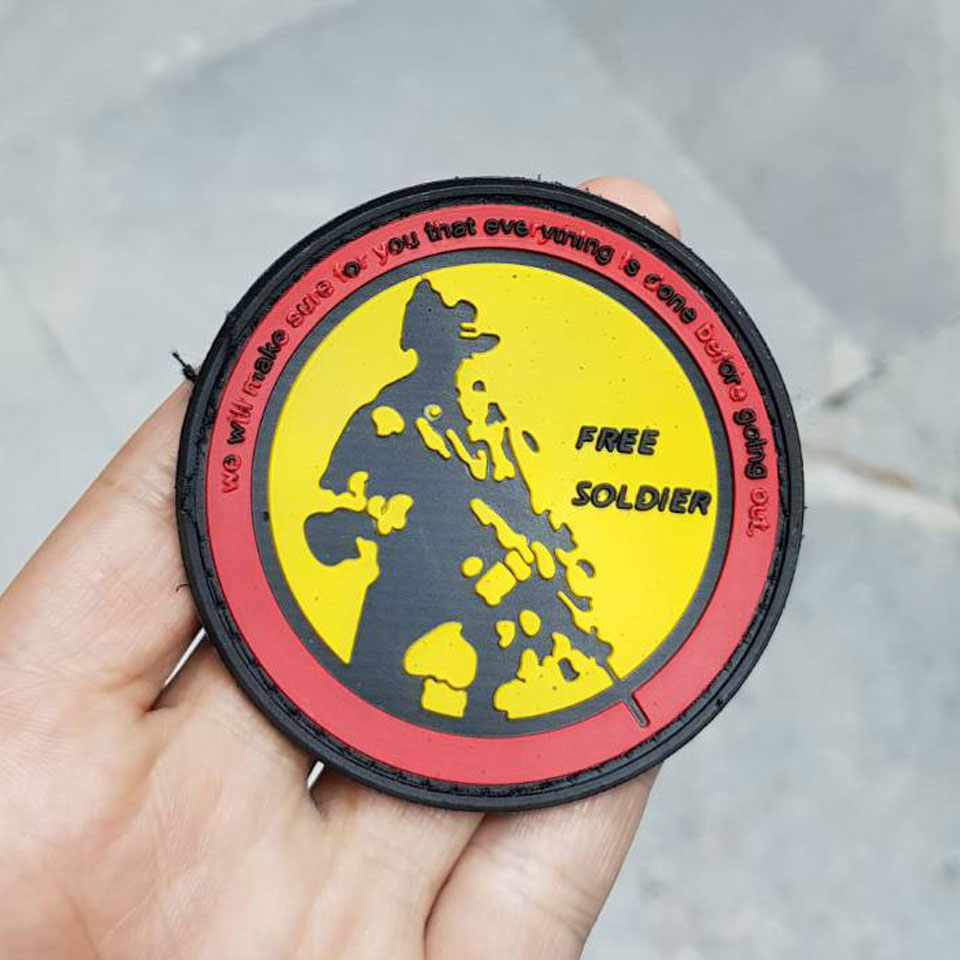 we will make sure for you that everything is done before going out.
FREE
SOLDIER